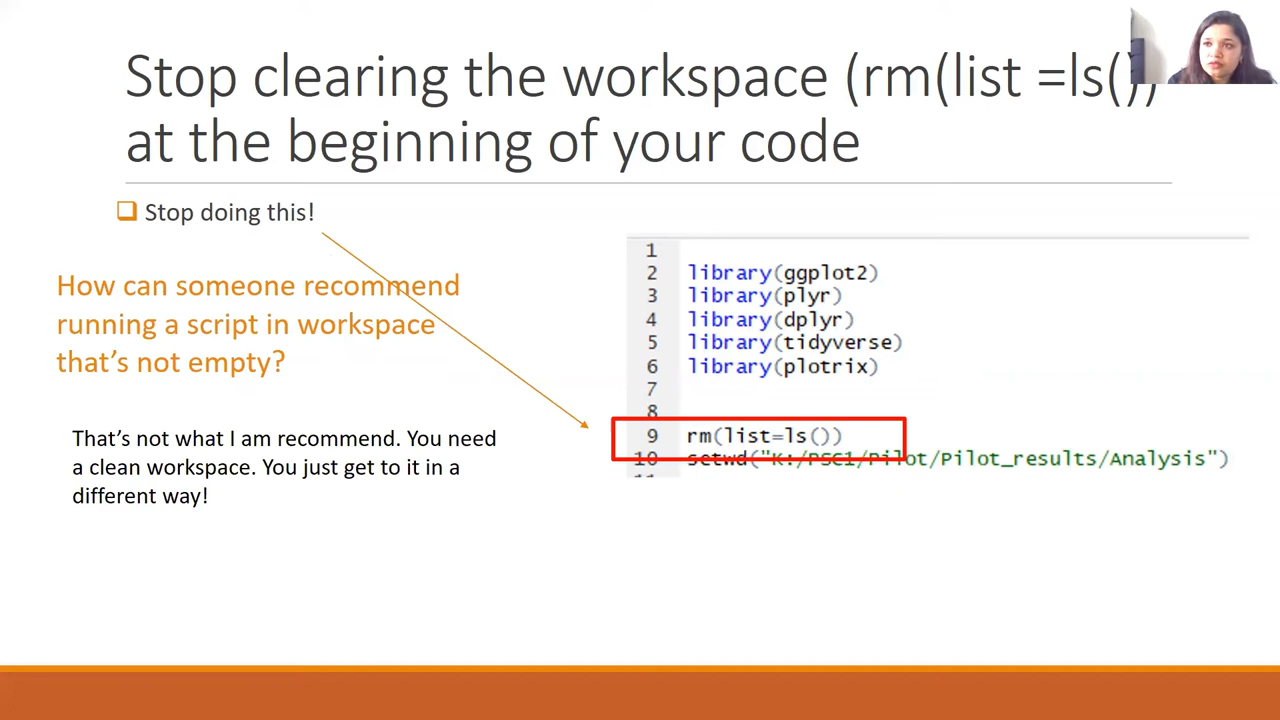 Stop clearing the workspace (rm(list =ls())
at the beginning of your code
Stop doing this!
How can someone recommend
running a script in workspace
that's not empty?
That's not what I am recommend. You need
a clean workspace. You just get to it in a
different way!
1
2 library(ggplot2)
3 library(plyr)
4 library(dplyr)
5 library(tidyverse)
6 library(plotrix)
7
8
9 rm(list=ls())
10 setwd("K:/PSC1/Pilot/Pilot_results/Analysis")